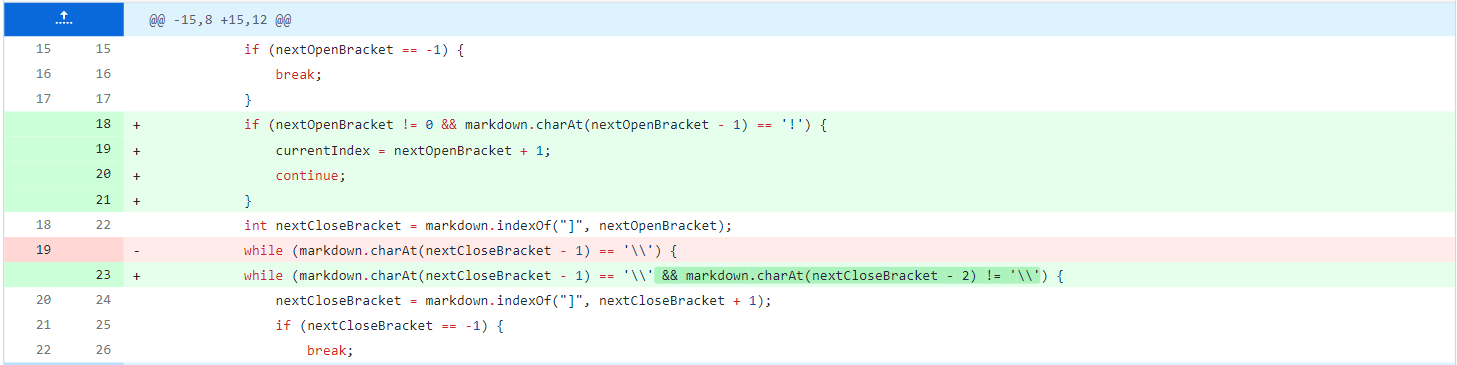 @@ -15,8 +15,12 @@
15 15 if (nextOpenBracket == -1) {
16 16 break;
17 17 }
18 + if (nextOpenBracket != 0 && markdown.charAt(nextOpenBracket - 1) == '!') {
19 + currentIndex = nextOpenBracket + 1;
20 + continue;
21 + }
18 22 int nextCloseBracket = markdown.indexOf("]", nextOpenBracket);
19 - while (markdown.charAt(nextCloseBracket - 1) == '\\') {
23 + while (markdown.charAt(nextCloseBracket - 1) == '\\' && markdown.charAt(nextCloseBracket - 2) != '\\') {
20 24 nextCloseBracket = markdown.indexOf("]", nextCloseBracket + 1);
21 25 if (nextCloseBracket == -1) {
22 26 break;